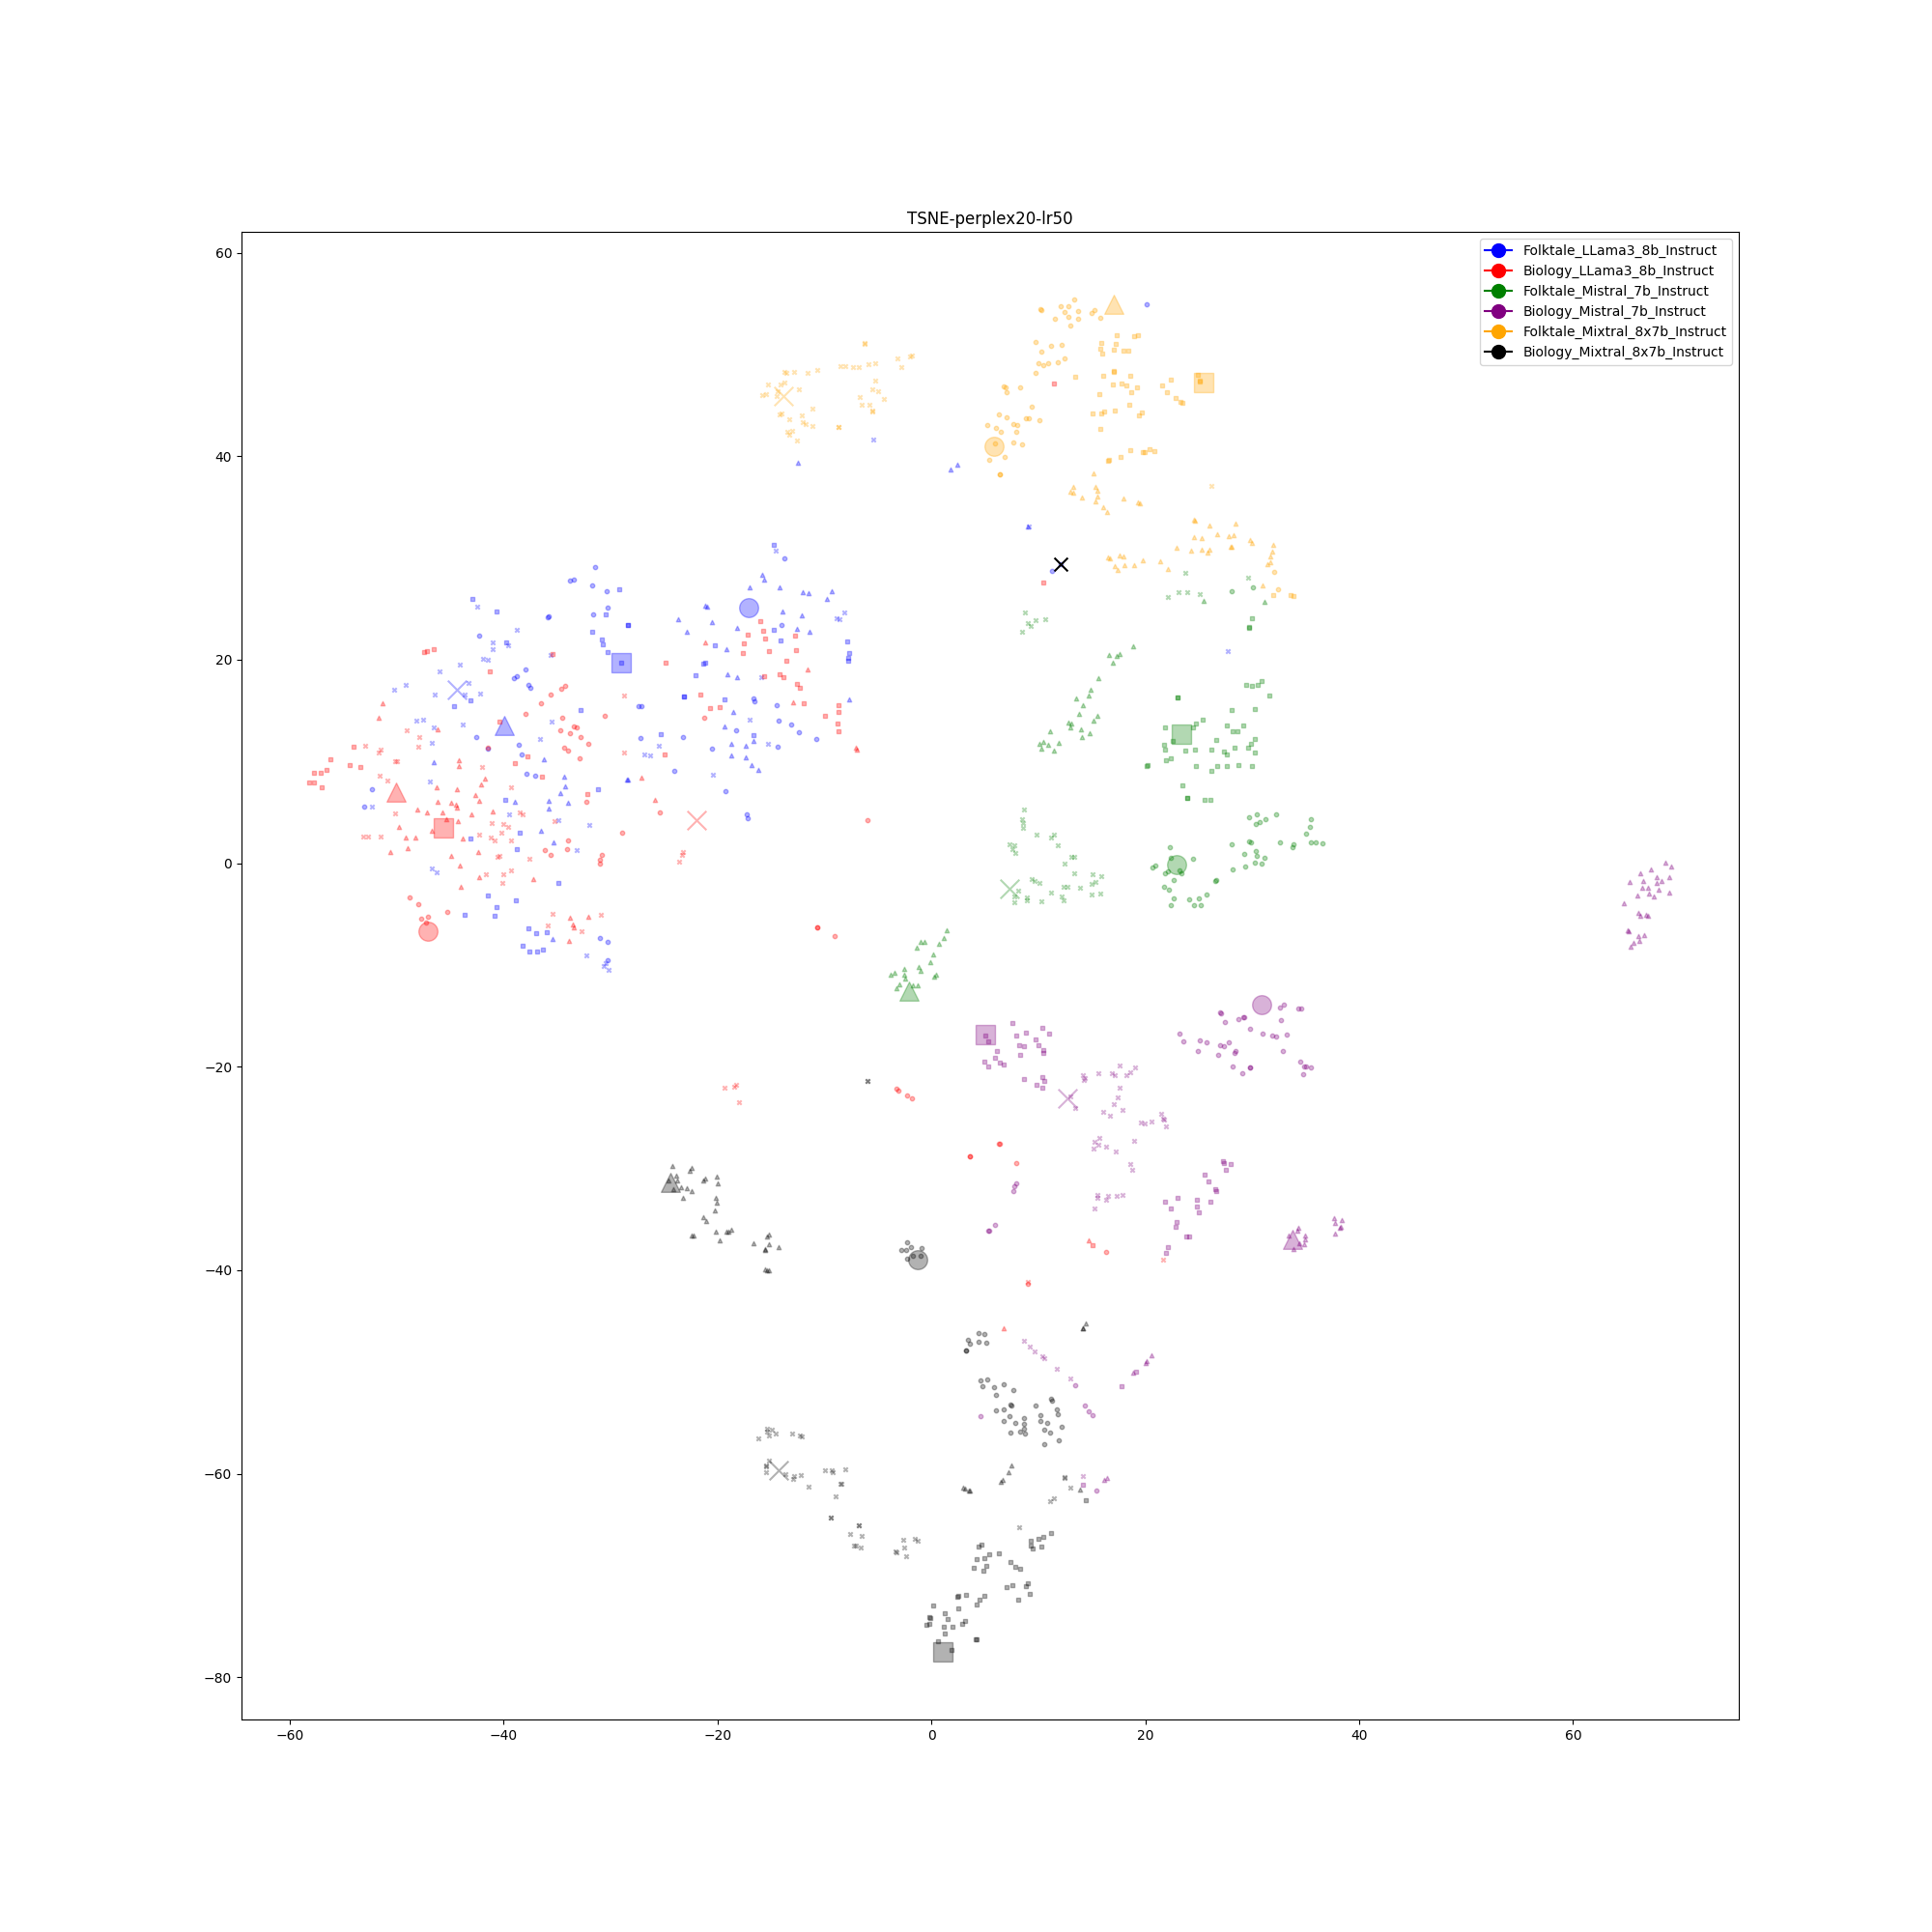 TSNE-perplex20-lr50
Folktale_LLama3_8b_Instruct
Biology_LLama3_8b_Instruct
Folktale_Mistral_7b_Instruct
Biology_Mistral_7b_Instruct
Folktale_Mixtral_8x7b_Instruct
Biology_Mixtral_8x7b_Instruct
60
40
20
0
−20
−40
−60
−80
−60 −40 −20 0 20 40 60